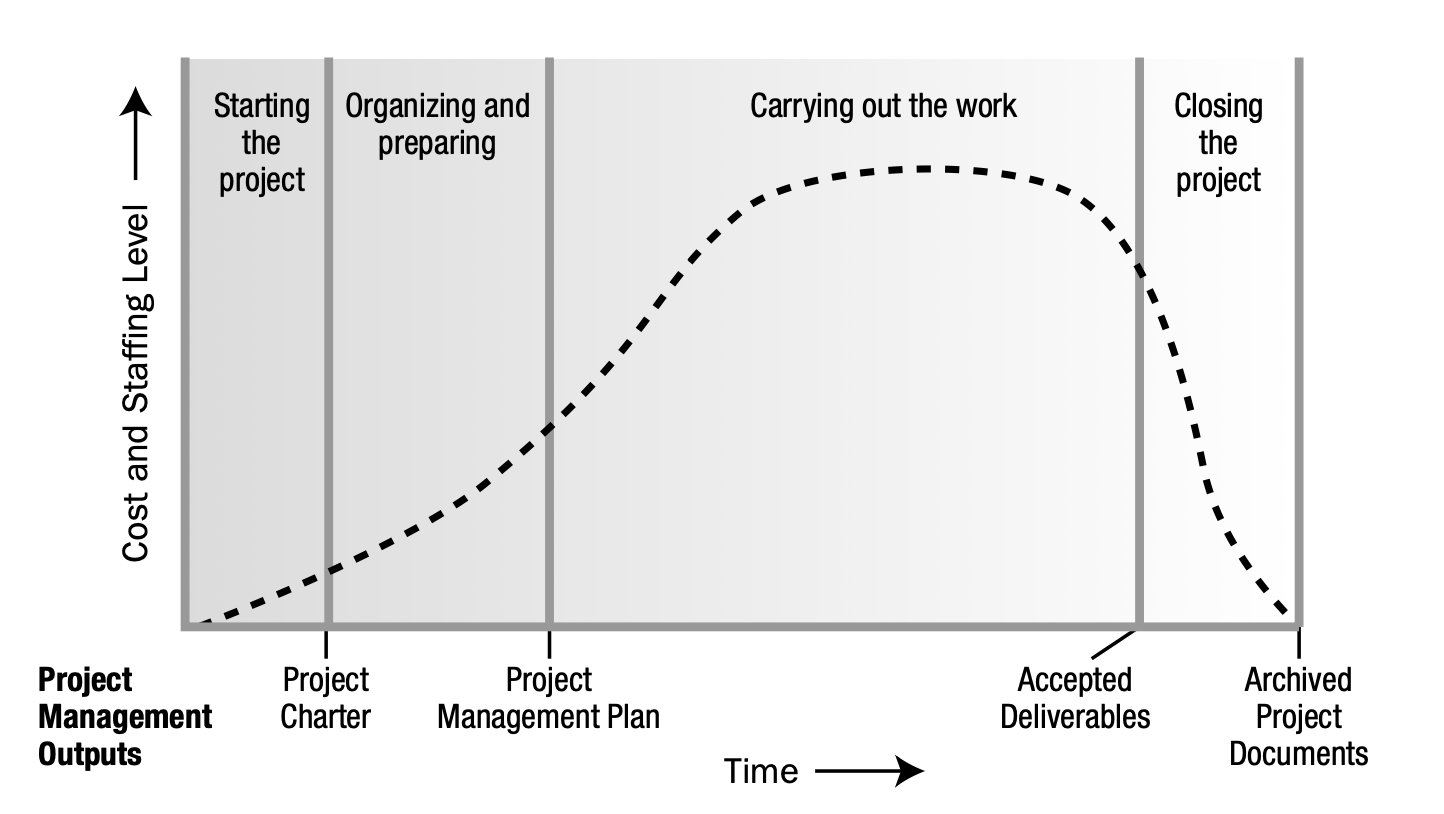 Starting
the
project
Organizing and
preparing
Carrying out the work
Closing
the
project
Cost and Staffing Level
Project
Management
Outputs
Project
Charter
Project
Management Plan
Accepted
Deliverables
Archived
Project
Documents
Time